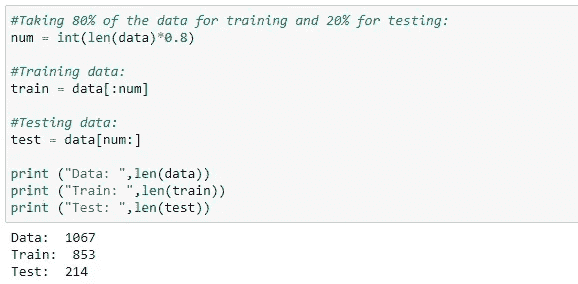 #Taking 80% of the data for training and 20% for testing:
num = int(len(data)*0.8)
#Training data:
train = data[:num]
#Testing data:
test = data[num:]
print ("Data: ",len(data))
print ("Train: ",len(train))
print ("Test: ",len(test))
Data:  1067
Train:  853
Test:  214